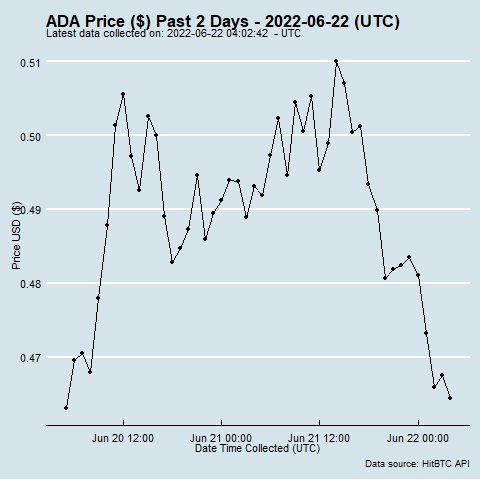 ADA Price ($) Past 2 Days - 2022-06-22 (UTC)
Latest data collected on: 2022-06-22 04:02:42 - UTC
0.51
0.50
0.49
0.48
0.47
Price USD ($)
Jun 20 12:00
Jun 21 00:00
Jun 21 12:00
Jun 22 00:00
Date Time Collected (UTC)
Data source: HitBTC API